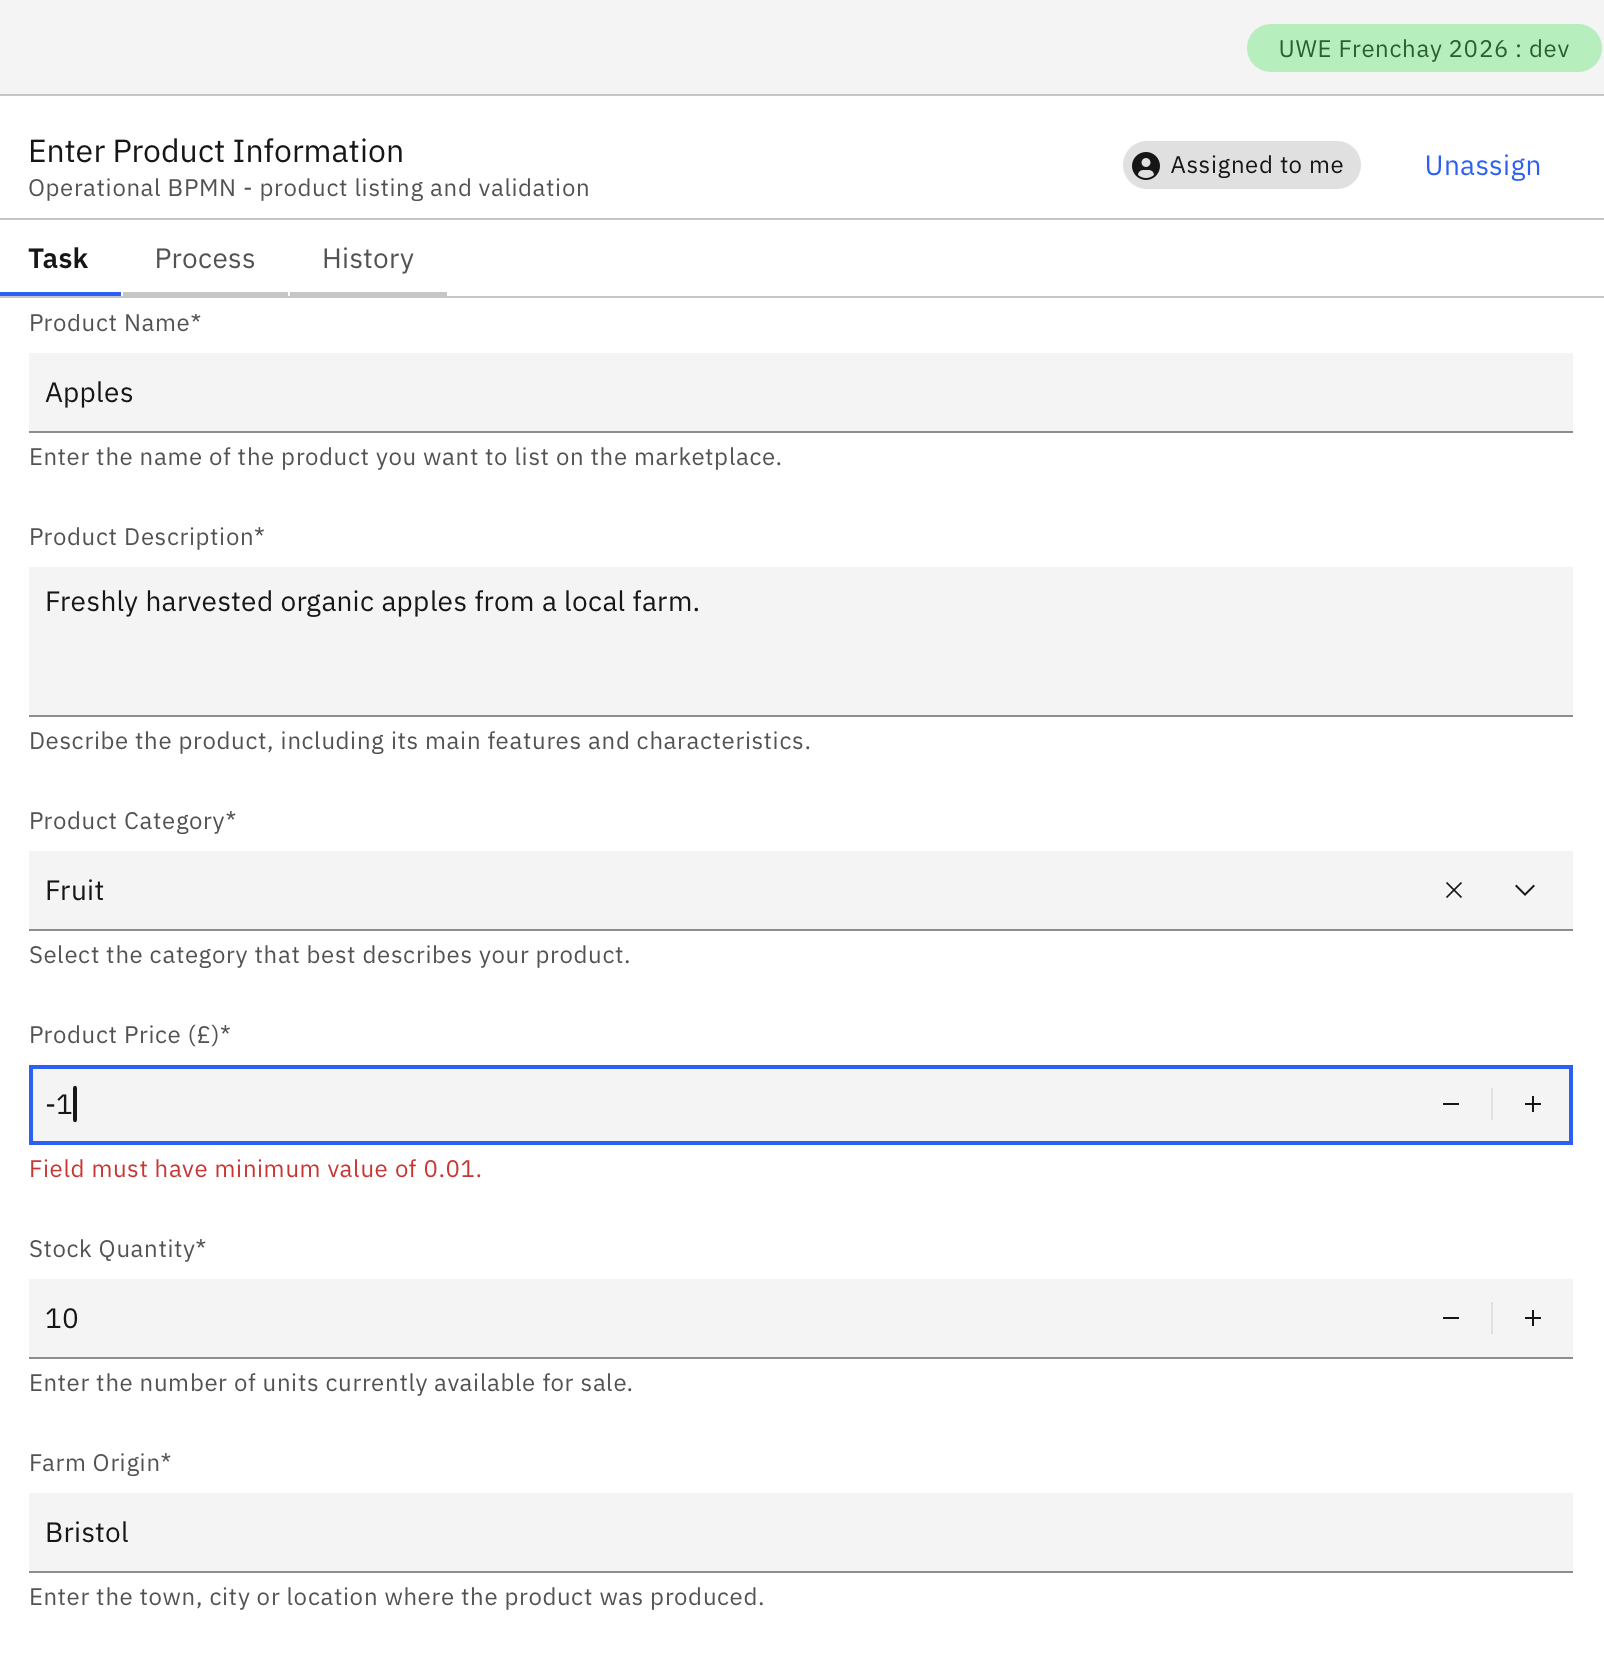 UWE Frenchay 2026 : dev
Enter Product Information
Operational BPMN - product listing and validation
Assigned to me
Unassign
Task
Process
History
Product Name*
Apples
Enter the name of the product you want to list on the marketplace.
Product Description*
Freshly harvested organic apples from a local farm.
Describe the product, including its main features and characteristics.
Product Category*
Fruit
Select the category that best describes your product.
Product Price (£)*
-1
Field must have minimum value of 0.01.
Stock Quantity*
10
Enter the number of units currently available for sale.
Farm Origin*
Bristol
Enter the town, city or location where the product was produced.